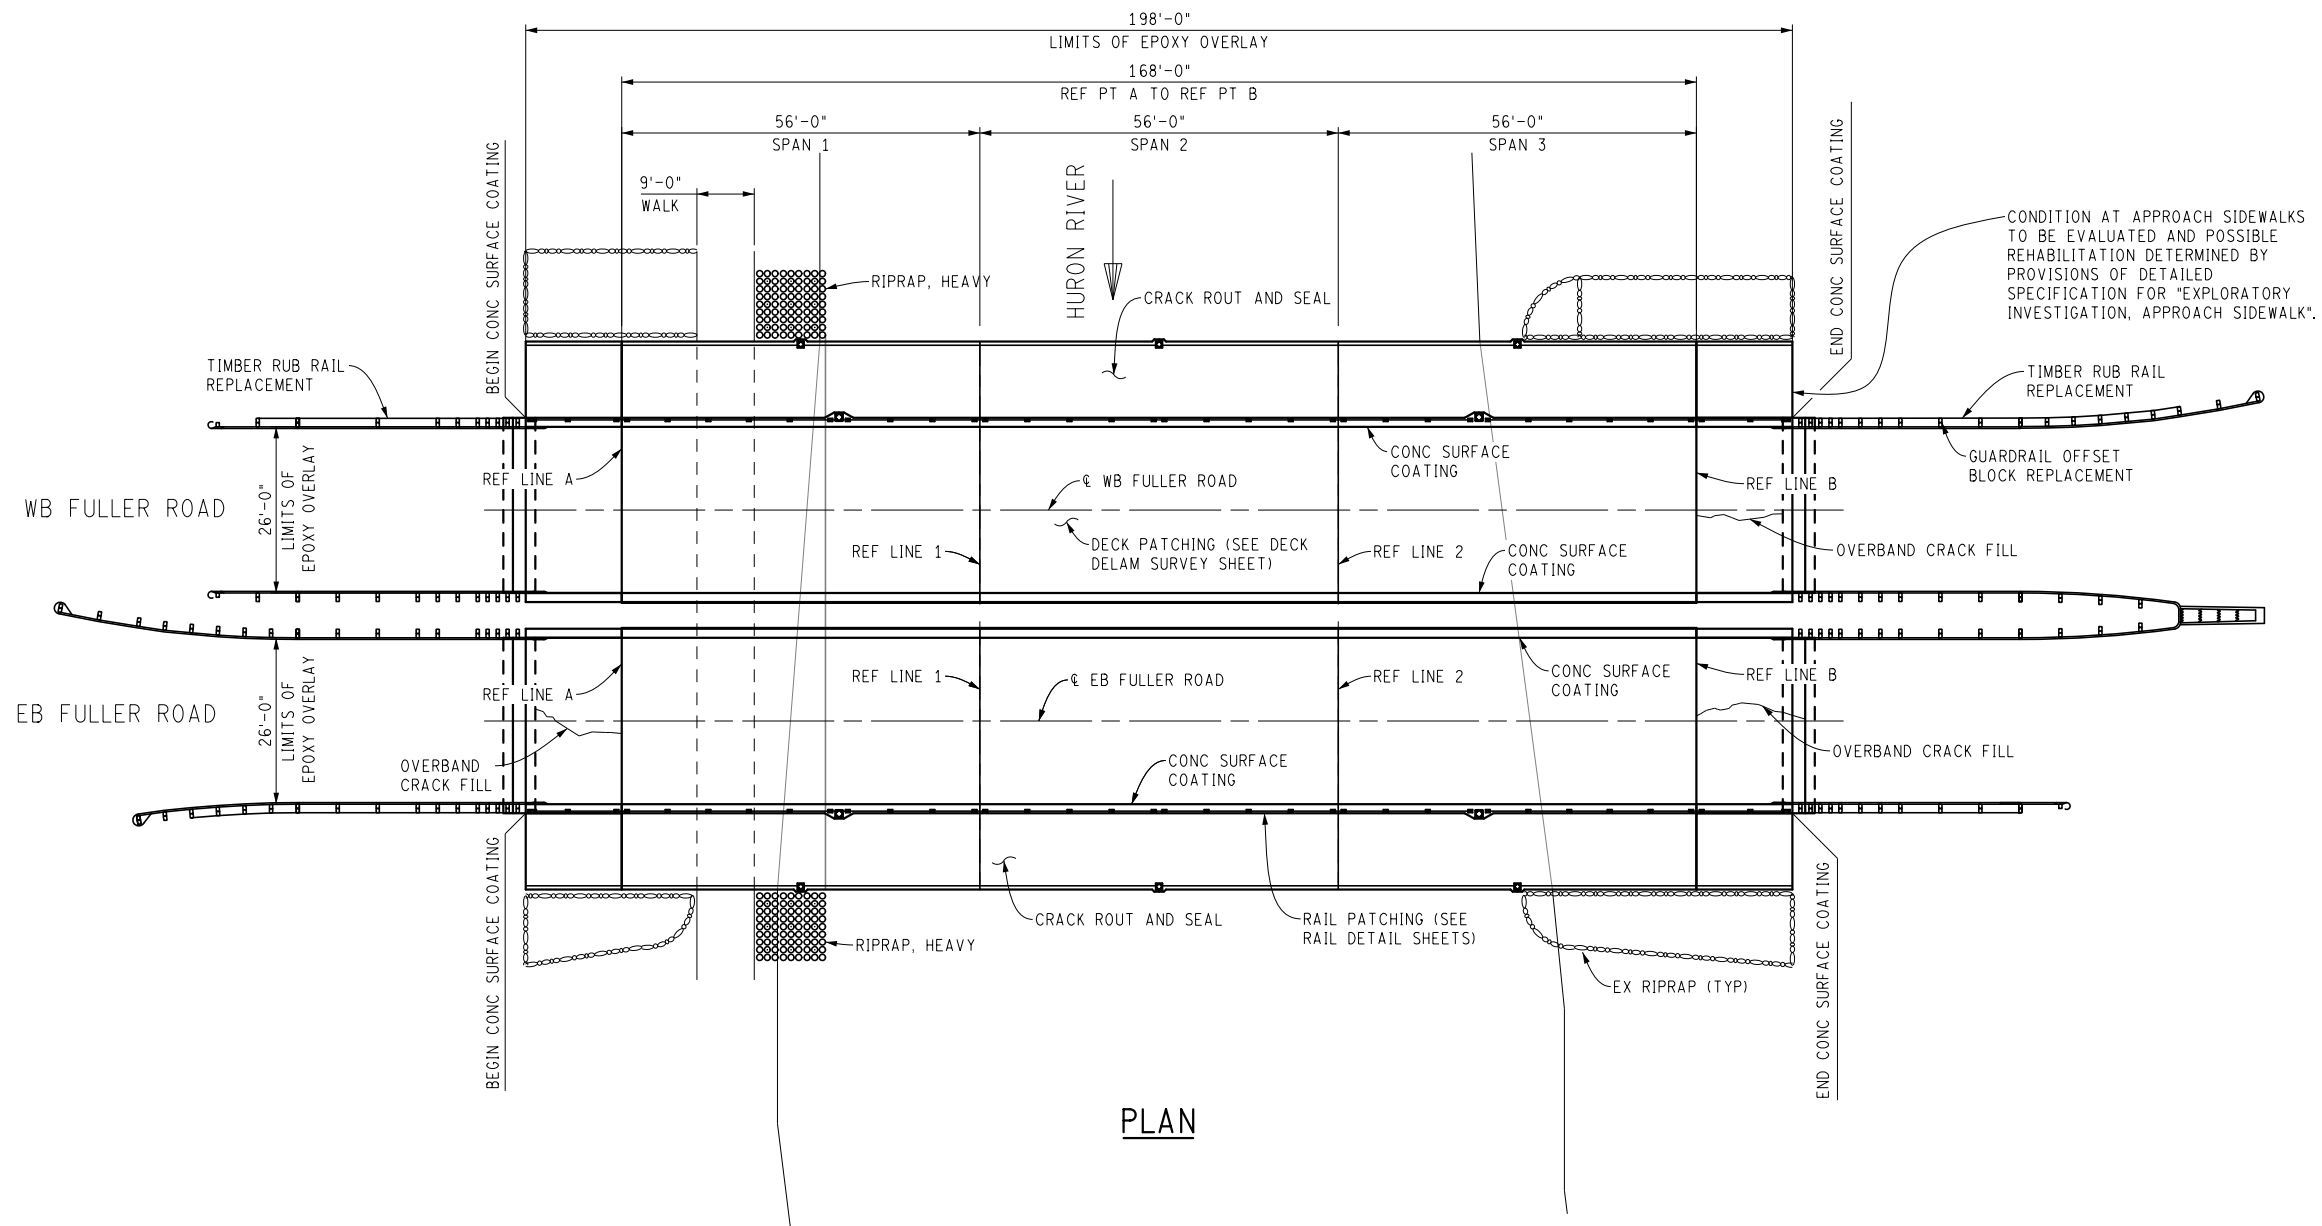 198'-0"
LIMITS OF EPOXY OVERLAY
168'-0"
REF PT A TO REF PT B
56'-0"
SPAN 1
56'-0"
SPAN 2
56'-0"
SPAN 3
9'-0"
WALK
BEGIN CONC SURFACE COATING
HURON RIVER
END CONC SURFACE COATING
CONDITION AT APPROACH SIDEWALKS
TO BE EVALUATED AND POSSIBLE
REHABILITATION DETERMINED BY
PROVISIONS OF DETAILED
SPECIFICATION FOR "EXPLORATORY
INVESTIGATION, APPROACH SIDEWALK".
RIPRAP, HEAVY
CRACK ROUT AND SEAL
TIMBER RUB RAIL
REPLACEMENT
TIMBER RUB RAIL
REPLACEMENT
GUARDRAIL OFFSET
BLOCK REPLACEMENT
CONC SURFACE
COATING
REF LINE A
REF LINE B
WB FULLER ROAD
26'-0"
LIMITS OF
EPOXY OVERLAY
℄ WB FULLER ROAD
DECK PATCHING (SEE DECK
DELAM SURVEY SHEET)
REF LINE 1
REF LINE 2
CONC SURFACE
COATING
OVERBAND CRACK FILL
REF LINE A
REF LINE 1
℄ EB FULLER ROAD
REF LINE 2
CONC SURFACE
COATING
REF LINE B
EB FULLER ROAD
26'-0"
LIMITS OF
EPOXY OVERLAY
OVERBAND
CRACK FILL
CONC SURFACE
COATING
OVERBAND CRACK FILL
BEGIN CONC SURFACE COATING
RIPRAP, HEAVY
CRACK ROUT AND SEAL
RAIL PATCHING (SEE
RAIL DETAIL SHEETS)
EX RIPRAP (TYP)
END CONC SURFACE COATING
PLAN